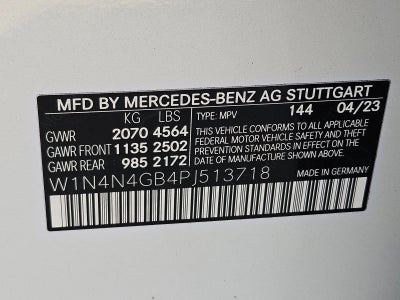 MFD BY MERCEDES-BENZ AG STUTTGART
KG LBS
TYPE: MPV 144 04/23
GVWR 2070 4564
GAWR FRONT 1135 2502
GAWR REAR 985 2172
THIS VEHICLE CONFORMS TO ALL APPLICABLE
FEDERAL MOTOR VEHICLE SAFETY AND THEFT
PREVENTION STANDARDS IN EFFECT ON THE DATE
OF MANUFACTURE SHOWN ABOVE.
W1N4N4GB4PJ513718
MADE IN GERMANY